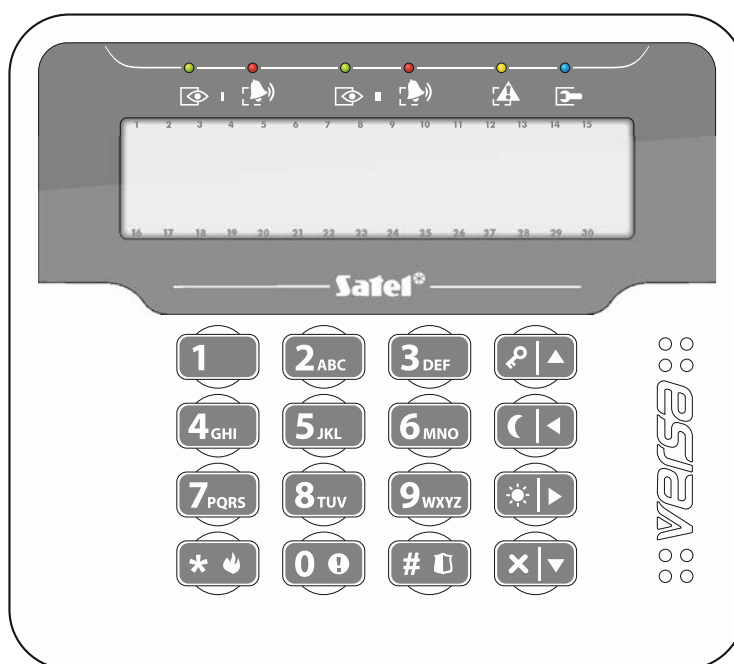 1 2 3 4 5 6 7 8 9 10 11 12 13 14 15
16 17 18 19 20 21 22 23 24 25 26 27 28 29 30
Satel®
1 2ABC 3DEF
4GHI 5JKL 6MNO
7PQRS 8TUV 9WXYZ
* 0 #
versa